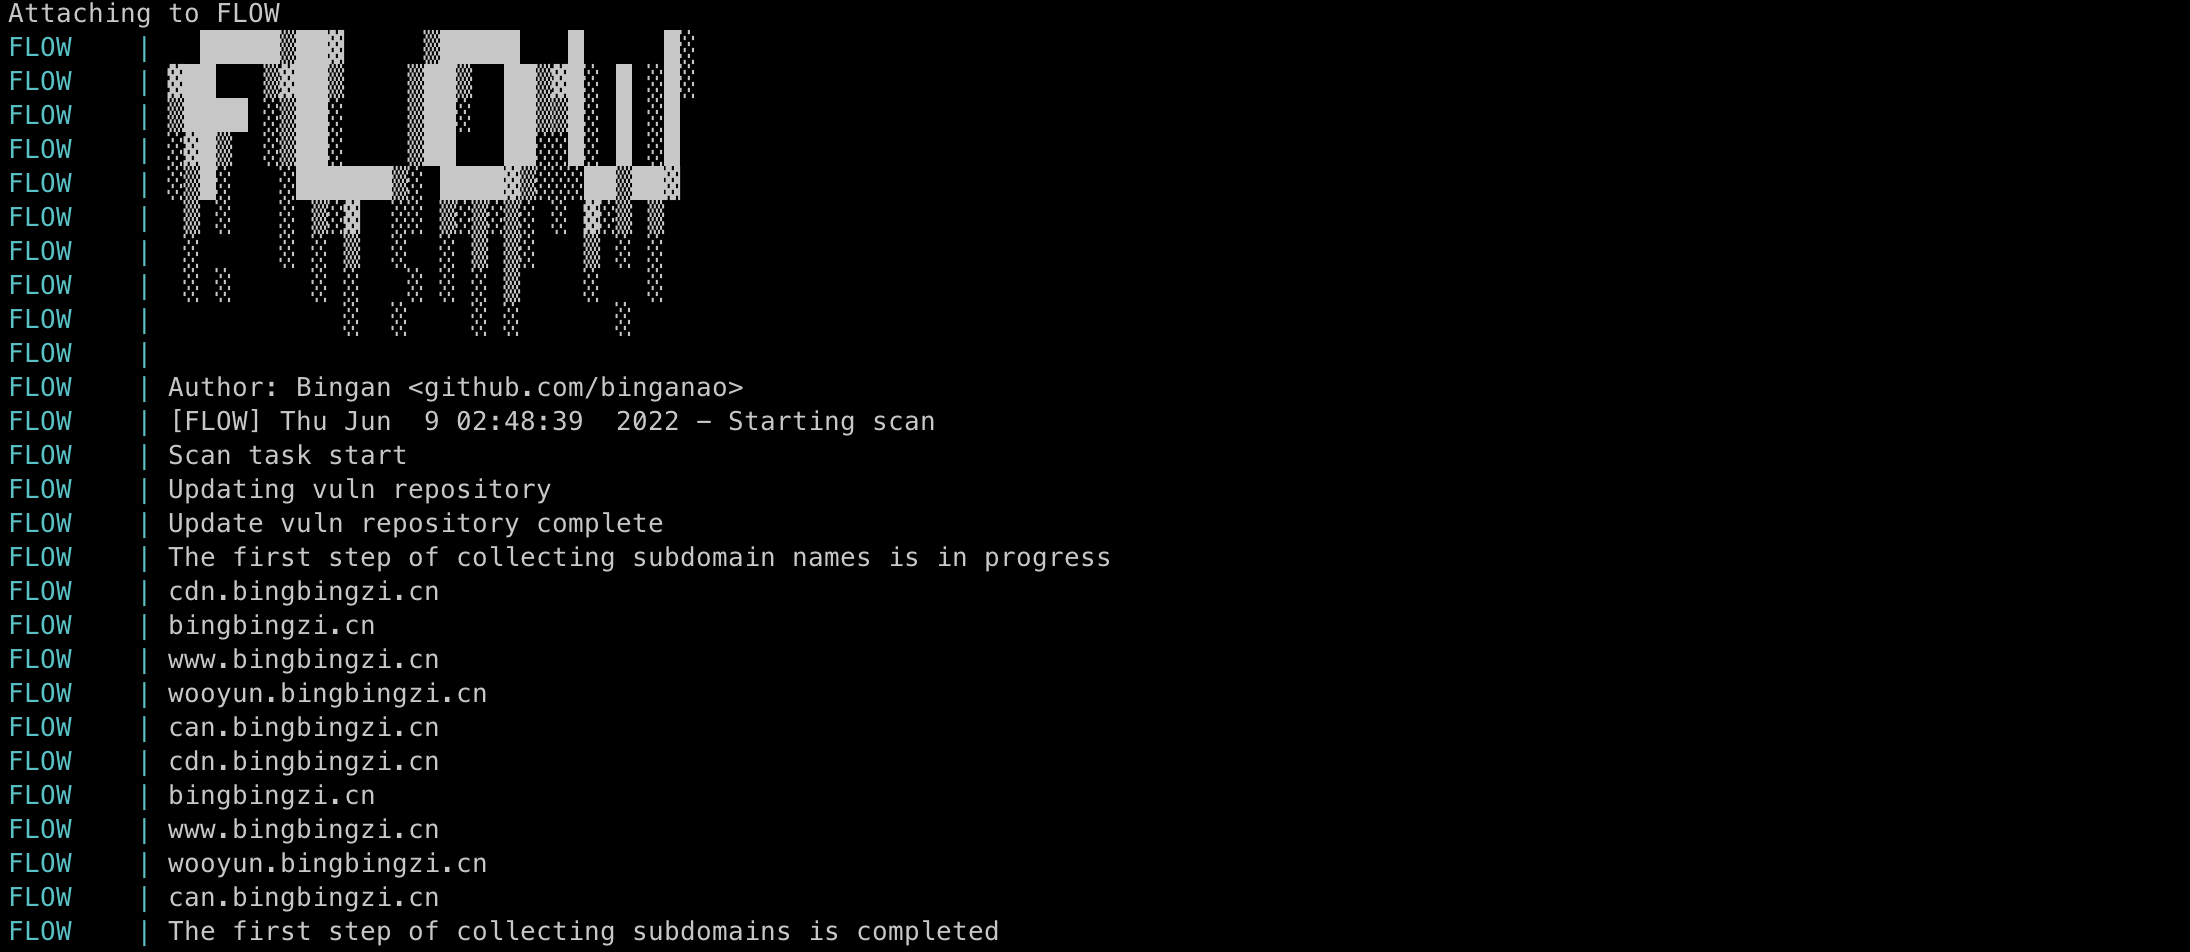 Attaching to FLOW
FLOW    |
FLOW    |
FLOW    |
FLOW    |
FLOW    |
FLOW    |
FLOW    |
FLOW    |
FLOW    |
FLOW    |
FLOW    | Author: Bingan <github.com/binganao>
FLOW    | [FLOW] Thu Jun  9 02:48:39  2022 - Starting scan
FLOW    | Scan task start
FLOW    | Updating vuln repository
FLOW    | Update vuln repository complete
FLOW    | The first step of collecting subdomain names is in progress
FLOW    | cdn.bingbingzi.cn
FLOW    | bingbingzi.cn
FLOW    | www.bingbingzi.cn
FLOW    | wooyun.bingbingzi.cn
FLOW    | can.bingbingzi.cn
FLOW    | cdn.bingbingzi.cn
FLOW    | bingbingzi.cn
FLOW    | www.bingbingzi.cn
FLOW    | wooyun.bingbingzi.cn
FLOW    | can.bingbingzi.cn
FLOW    | The first step of collecting subdomains is completed